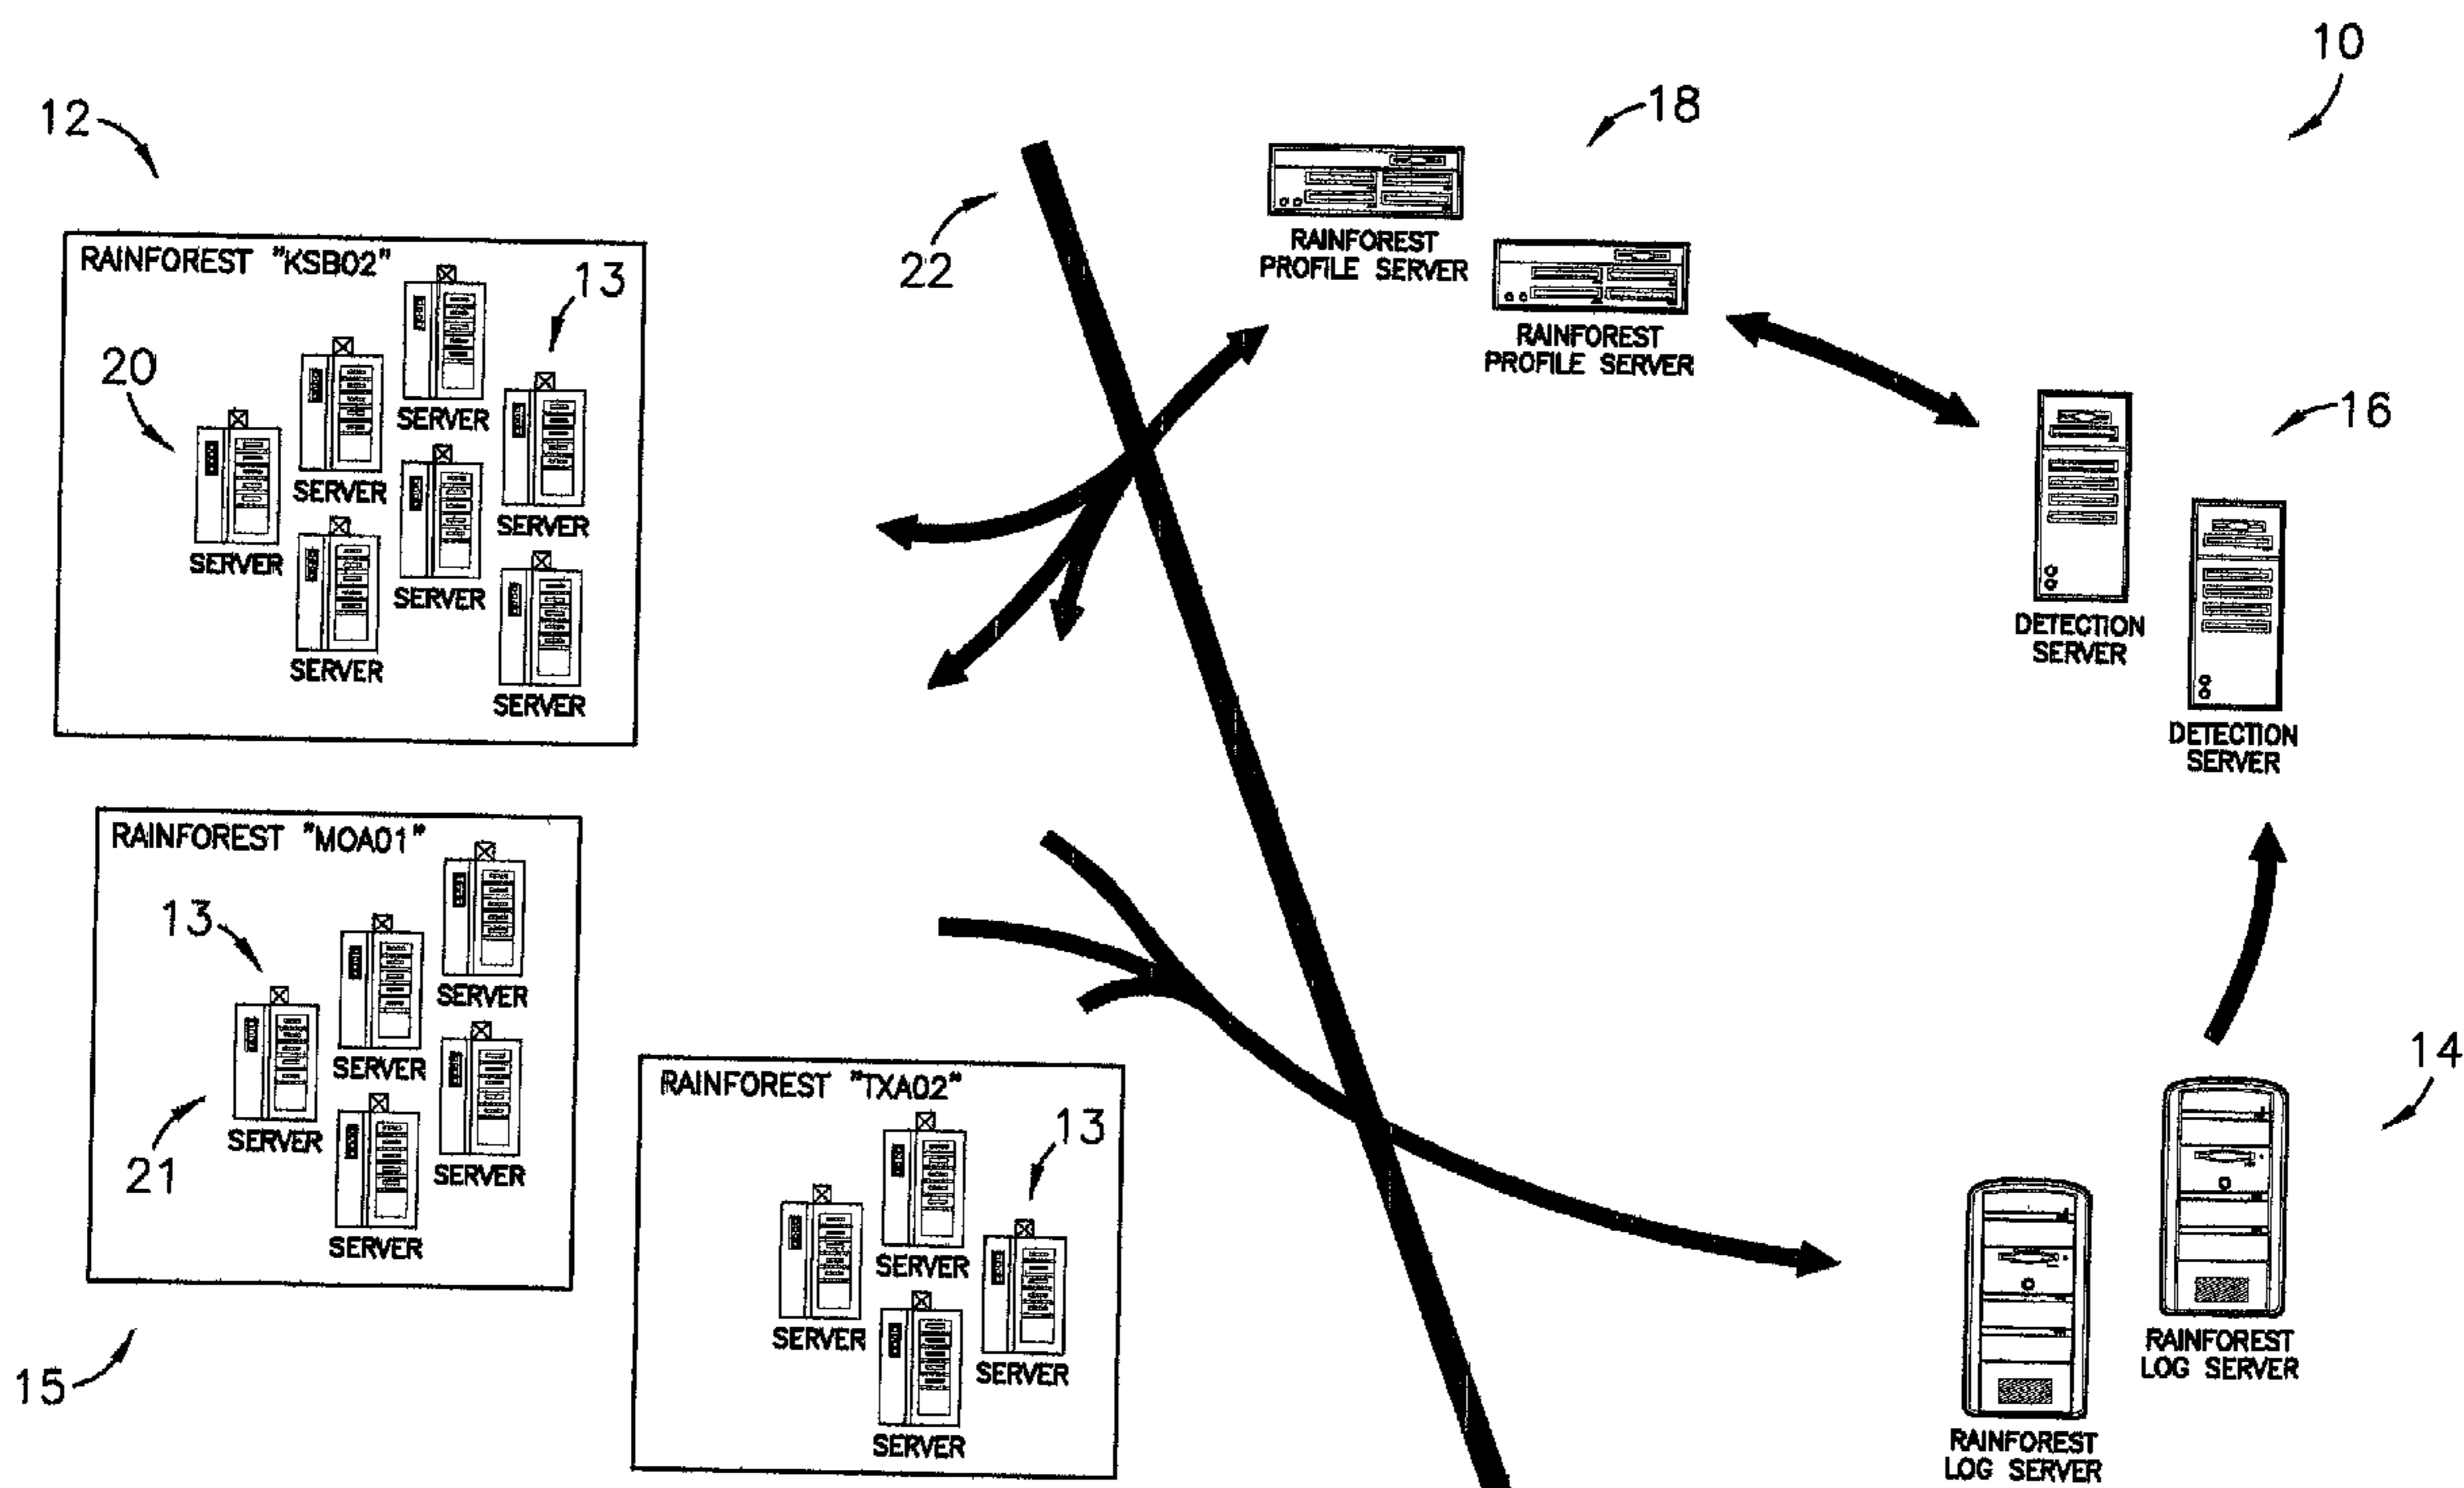 10
18
12
22
RAINFOREST
PROFILE SERVER
RAINFOREST
PROFILE SERVER
RAINFOREST "KSB02"
13
20
SERVER
SERVER
SERVER
SERVER
SERVER
SERVER
SERVER
16
DETECTION
SERVER
DETECTION
SERVER
RAINFOREST "MOA01"
13
SERVER
SERVER
SERVER
SERVER
SERVER
21
15
RAINFOREST "TXA02"
13
SERVER
SERVER
SERVER
SERVER
14
RAINFOREST
LOG SERVER
RAINFOREST
LOG SERVER